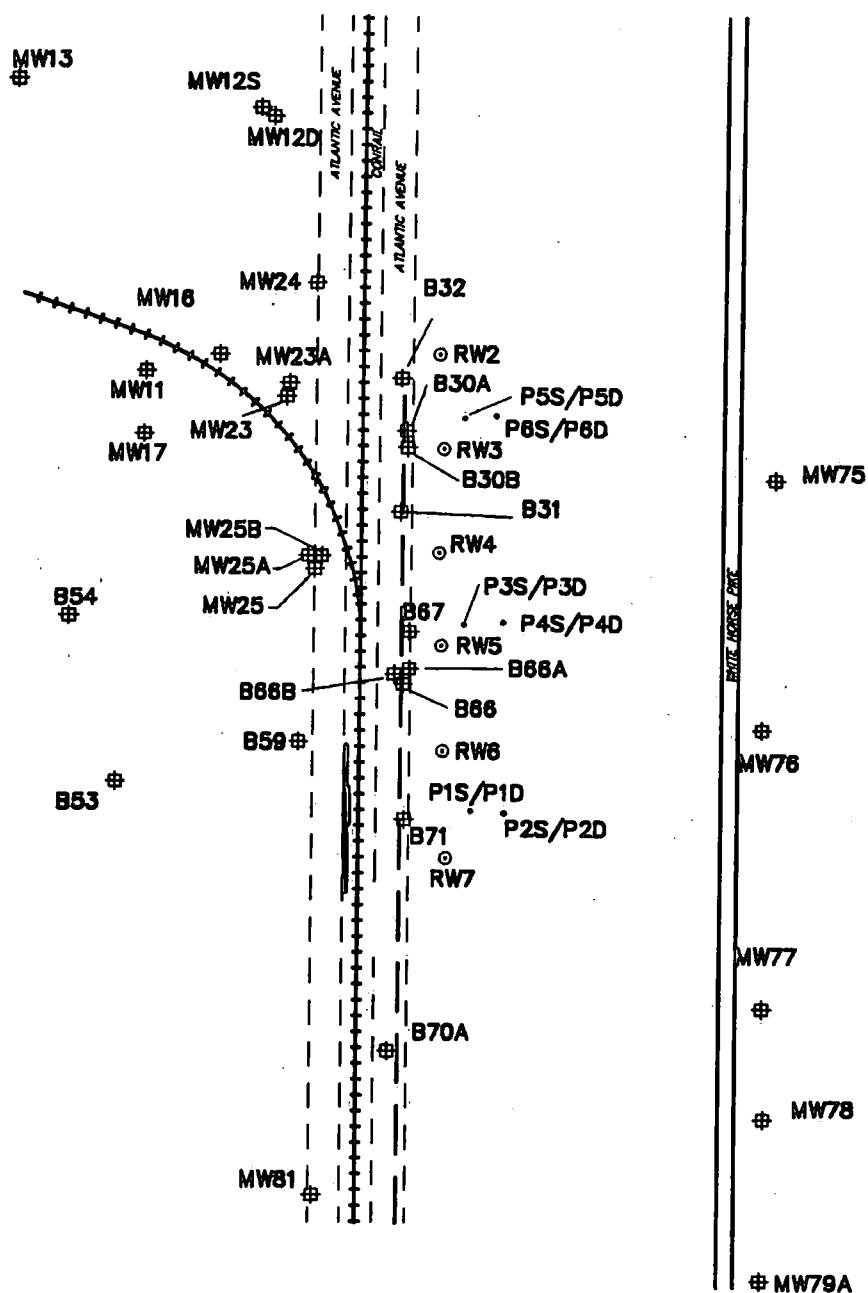 MW13
MW12S
MW12D
ATLANTIC AVENUE
CONRAIL
ATLANTIC AVENUE
MW24
B32
MW16
MW23A
RW2
B30A
MW11
P5S/P5D
MW23
P6S/P6D
MW17
RW3
B30B
MW75
B31
MW25B
RW4
MW25A
P3S/P3D
B54
MW25
B67
P4S/P4D
RW5
WHITE HORSE PIKE
B66A
B66B
B66
B59
RW6
MW76
B53
P1S/P1D
P2S/P2D
B71
RW7
MW77
B70A
MW78
MW81
MW79A